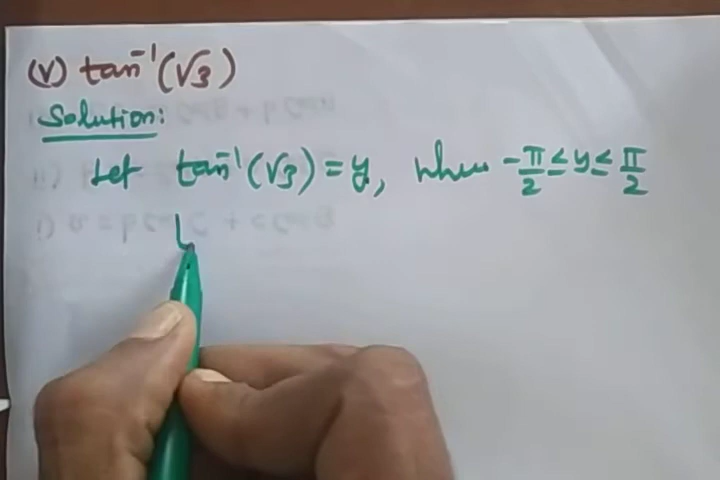 (v) tan⁻¹(√3)
Solution:
Let tan⁻¹(√3) = y, where -π/2 ≤ y ≤ π/2